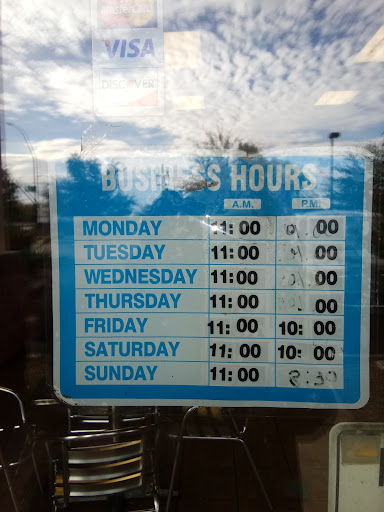 MasterCard
VISA
DISCOVER
BUSINESS HOURS
A.M. P.M.
MONDAY 11:00 00
TUESDAY 11:00 00
WEDNESDAY 11:00 00
THURSDAY 11:00 00
FRIDAY 11:00 10:00
SATURDAY 11:00 10:00
SUNDAY 11:00